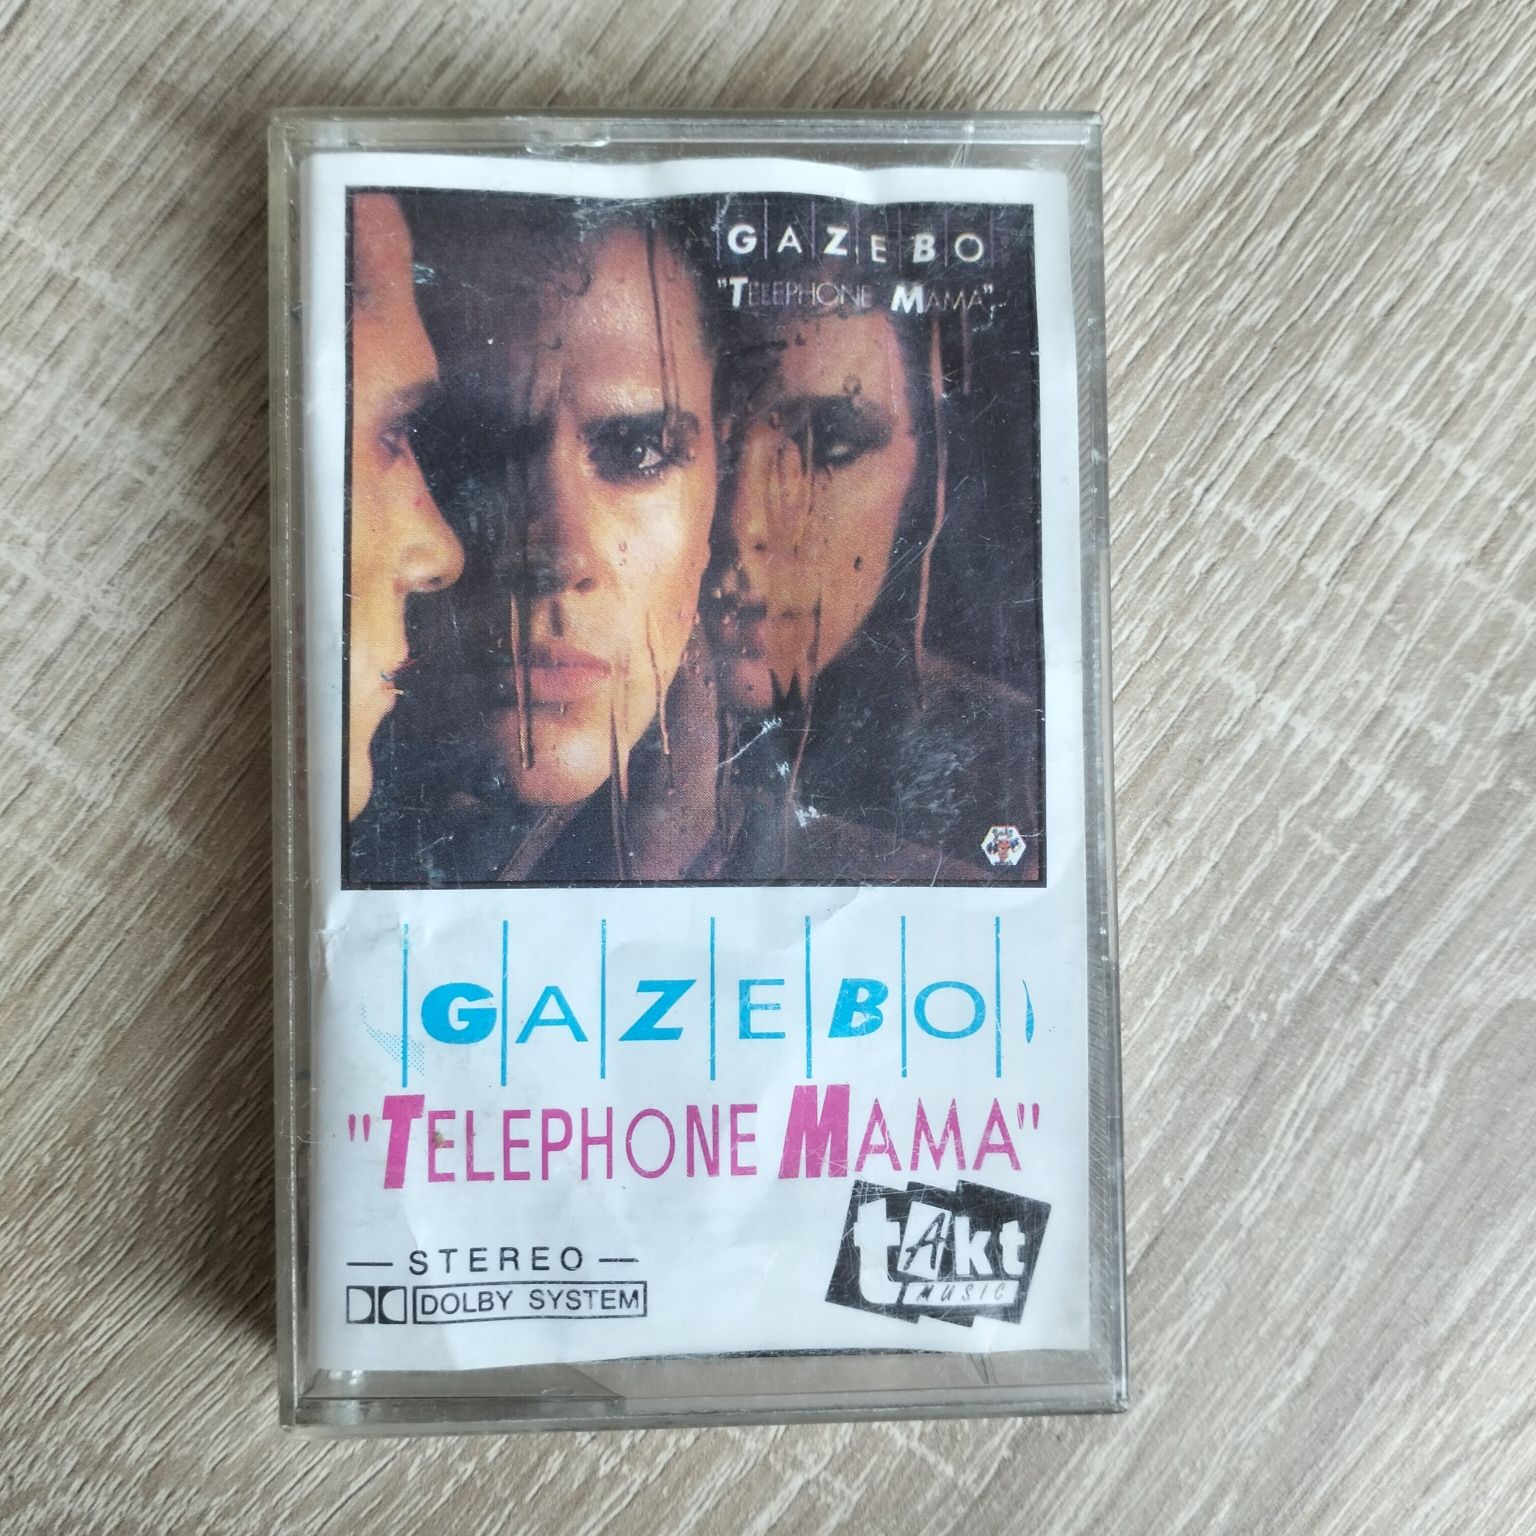 GAZEBO
"TELEPHONE MAMA"
GAZEBO
"TELEPHONE MAMA"
takt
MUSIC
— STEREO —
DOLBY SYSTEM